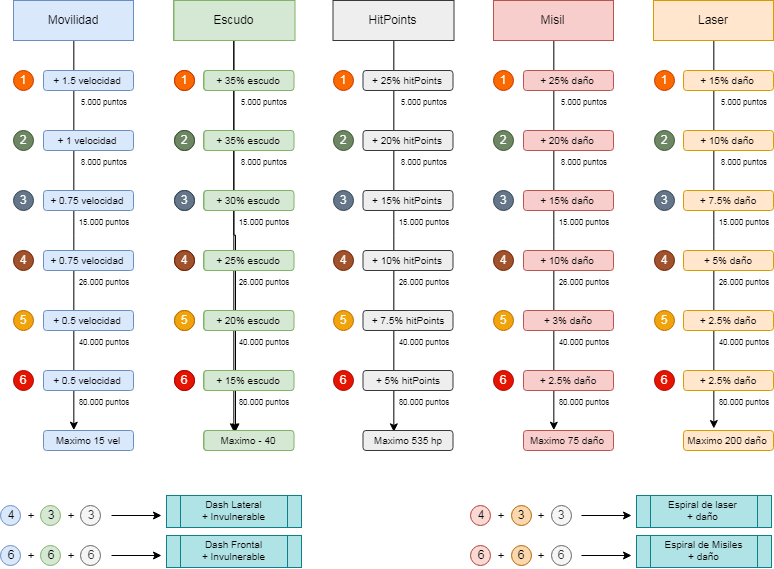 Movilidad
Escudo
HitPoints
Misil
Laser
1
+ 1.5 velocidad
1
+ 35% escudo
1
+ 25% hitPoints
1
+ 25% daño
1
+ 15% daño
5.000 puntos
5.000 puntos
5.000 puntos
5.000 puntos
5.000 puntos
2
+ 1 velocidad
2
+ 35% escudo
2
+ 20% hitPoints
2
+ 20% daño
2
+ 10% daño
8.000 puntos
8.000 puntos
8.000 puntos
8.000 puntos
8.000 puntos
3
+ 0.75 velocidad
3
+ 30% escudo
3
+ 15% hitPoints
3
+ 15% daño
3
+ 7.5% daño
15.000 puntos
15.000 puntos
15.000 puntos
15.000 puntos
15.000 puntos
4
+ 0.75 velocidad
4
+ 25% escudo
4
+ 10% hitPoints
4
+ 10% daño
4
+ 5% daño
26.000 puntos
26.000 puntos
26.000 puntos
26.000 puntos
26.000 puntos
5
+ 0.5 velocidad
5
+ 20% escudo
5
+ 7.5% hitPoints
5
+ 3% daño
5
+ 2.5% daño
40.000 puntos
40.000 puntos
40.000 puntos
40.000 puntos
40.000 puntos
6
+ 0.5 velocidad
6
+ 15% escudo
6
+ 5% hitPoints
6
+ 2.5% daño
6
+ 2.5% daño
80.000 puntos
80.000 puntos
80.000 puntos
80.000 puntos
80.000 puntos
Maximo 15 vel
Maximo - 40
Maximo 535 hp
Maximo 75 daño
Maximo 200 daño
4 + 3 + 3
Dash Lateral
+ Invulnerable
4 + 3 + 3
Espiral de laser
+ daño
6 + 6 + 6
Dash Frontal
+ Invulnerable
6 + 6 + 6
Espiral de Misiles
+ daño